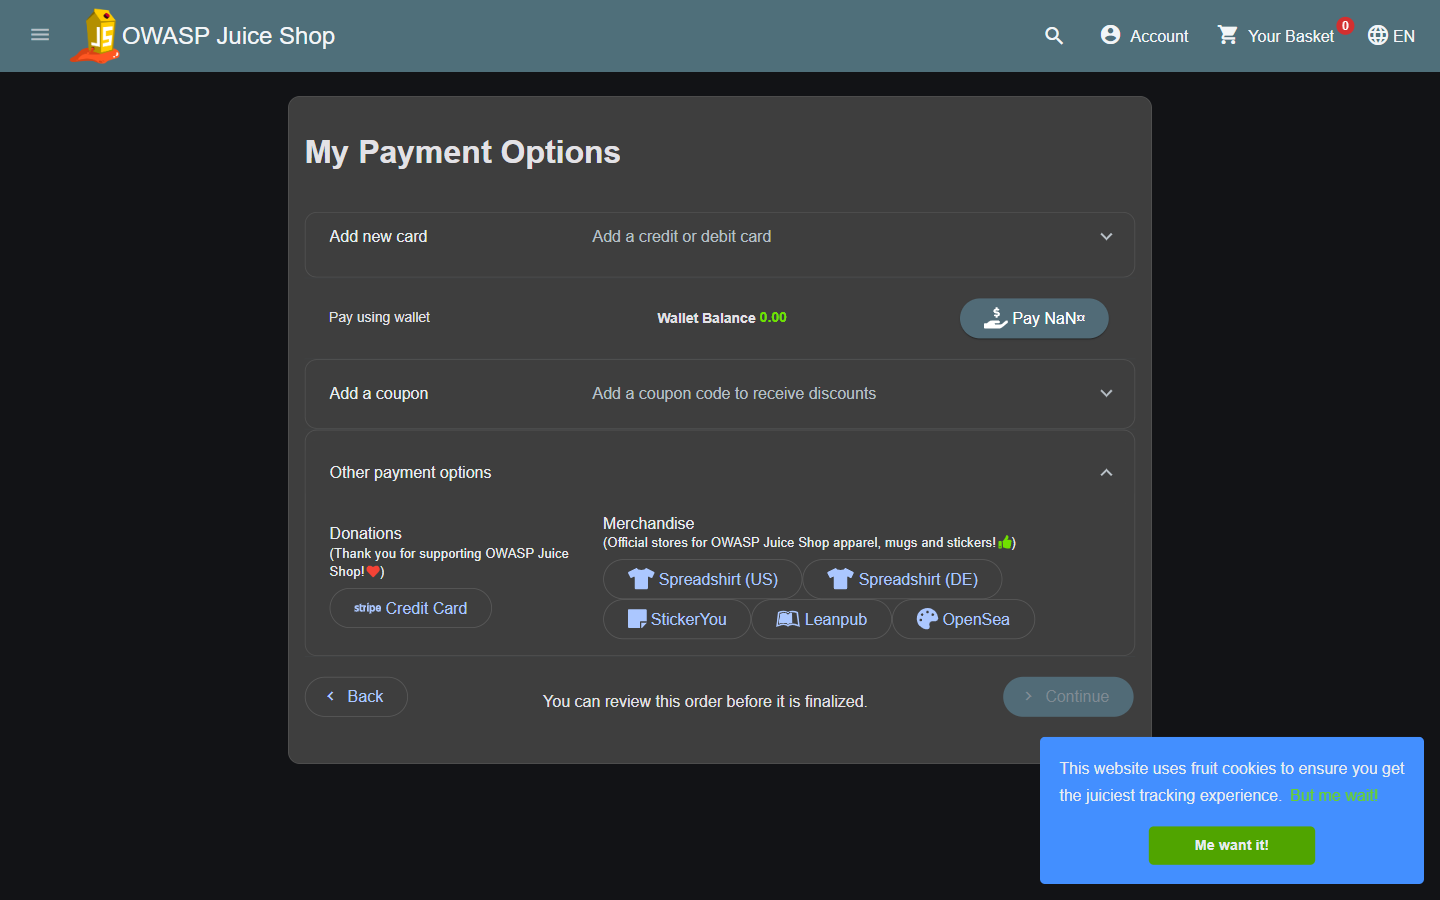 OWASP Juice Shop
Account
Your Basket
0
EN
My Payment Options
Add new card
Add a credit or debit card
Pay using wallet
Wallet Balance 0.00
Pay NaN¤
Add a coupon
Add a coupon code to receive discounts
Other payment options
Donations
(Thank you for supporting OWASP Juice
Shop!❤)
stripe Credit Card
Merchandise
(Official stores for OWASP Juice Shop apparel, mugs and stickers!👍)
Spreadshirt (US)
Spreadshirt (DE)
StickerYou
Leanpub
OpenSea
Back
You can review this order before it is finalized.
Continue
This website uses fruit cookies to ensure you get
the juiciest tracking experience. But me wait!
Me want it!